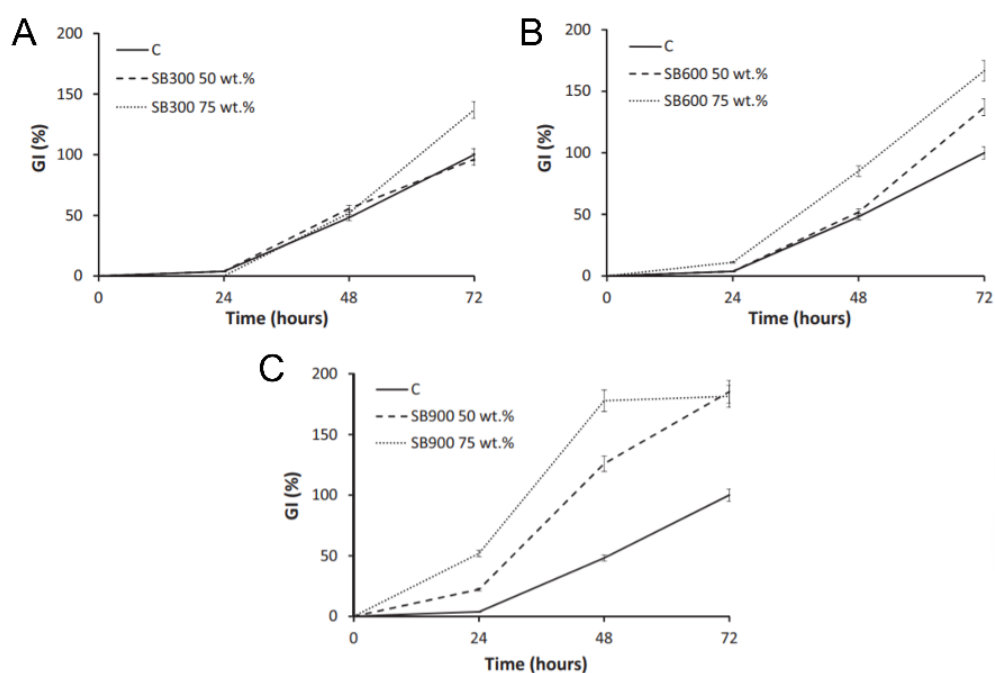 A
200
150
100
50
0
GI (%)
C
SB300 50 wt.%
SB300 75 wt.%
0 24 48 72
Time (hours)
B
200
150
100
50
0
GI (%)
C
SB600 50 wt.%
SB600 75 wt.%
0 24 48 72
Time (hours)
C
200
150
100
50
0
GI (%)
C
SB900 50 wt.%
SB900 75 wt.%
0 24 48 72
Time (hours)